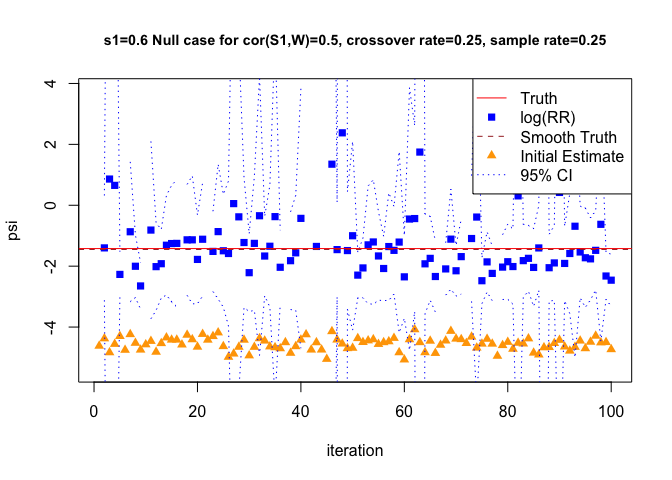 s1=0.6 Null case for cor(S1,W)=0.5, crossover rate=0.25, sample rate=0.25
Truth
log(RR)
Smooth Truth
Initial Estimate
95% CI
psi
4
2
0
-2
-4
0 20 40 60 80 100
iteration